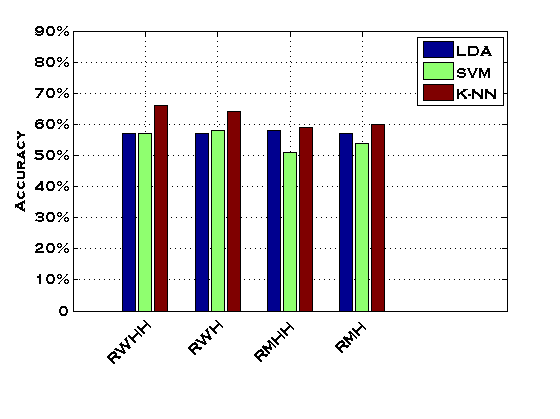 90%
80%
70%
60%
50%
40%
30%
20%
10%
0
Accuracy
LDA
SVM
K-NN
RWHH
RWH
RMHH
RMH